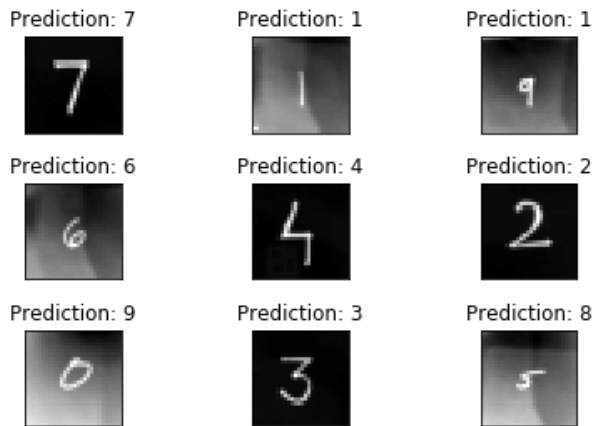 Prediction: 7
Prediction: 1
Prediction: 1
7
1
9
Prediction: 6
Prediction: 4
Prediction: 2
6
4
2
Prediction: 9
Prediction: 3
Prediction: 8
0
3
5